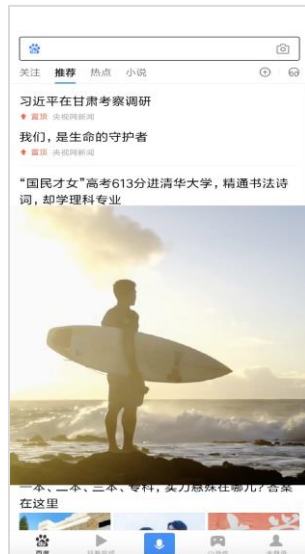 关注 推荐 热点 小说
习近平在甘肃考察调研
置顶 央视网新闻
我们，是生命的守护者
置顶 央视网新闻
“国民才女”高考613分进清华大学，精通书法诗
词，却学理科专业
一本、二本、三本、专科，实力悬殊在哪儿？答案
在这里
百度